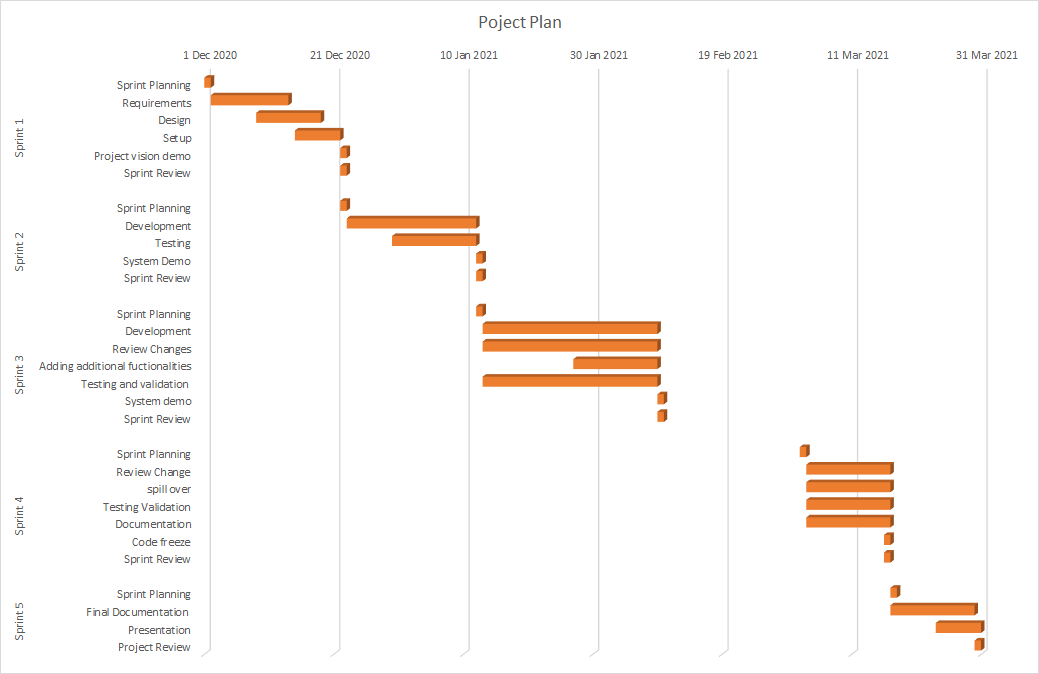 Poject Plan
1 Dec 2020 21 Dec 2020 10 Jan 2021 30 Jan 2021 19 Feb 2021 11 Mar 2021 31 Mar 2021
Sprint 1
Sprint Planning
Requirements
Design
Setup
Project vision demo
Sprint Review
Sprint 2
Sprint Planning
Development
Testing
System Demo
Sprint Review
Sprint 3
Sprint Planning
Development
Review Changes
Adding additional fuctionalities
Testing and validation
System demo
Sprint Review
Sprint 4
Sprint Planning
Review Change
spill over
Testing Validation
Documentation
Code freeze
Sprint Review
Sprint 5
Sprint Planning
Final Documentation
Presentation
Project Review